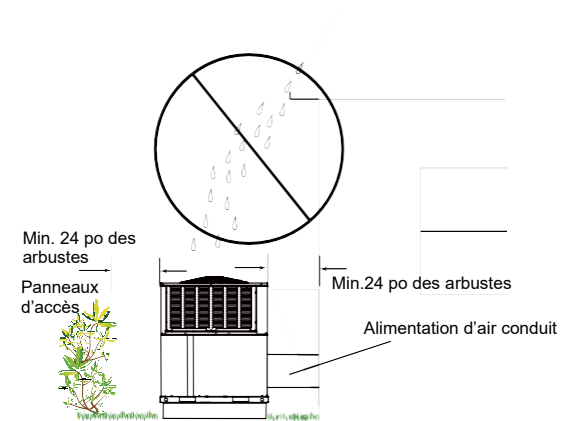 Min. 24 po des
arbustes
Panneaux
d'accès
Min.24 po des arbustes
Alimentation d'air conduit